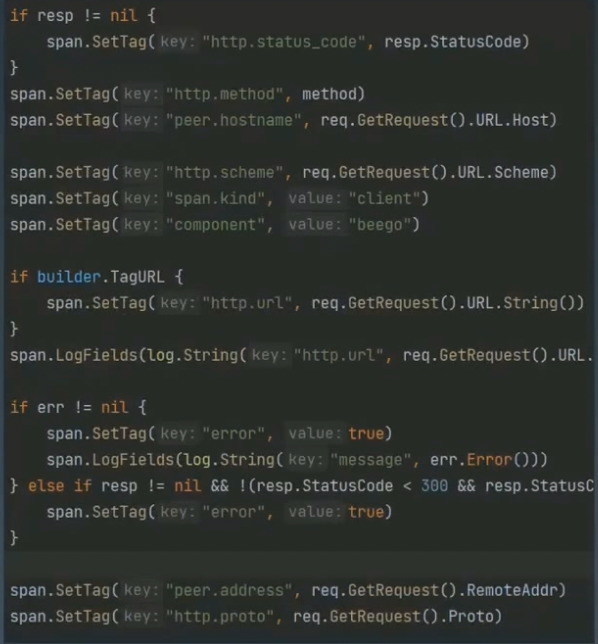 if resp != nil {
span.SetTag( key: "http.status_code", resp.StatusCode)
}
span.SetTag( key: "http.method", method)
span.SetTag( key: "peer.hostname", req.GetRequest().URL.Host)
span.SetTag( key: "http.scheme", req.GetRequest().URL.Scheme)
span.SetTag( key: "span.kind", value: "client")
span.SetTag( key: "component", value: "beego")
if builder.TagURL {
span.SetTag( key: "http.url", req.GetRequest().URL.String())
}
span.LogFields(log.String( key: "http.url", req.GetRequest().URL.
if err != nil {
span.SetTag( key: "error", value: true)
span.LogFields(log.String( key: "message", err.Error()))
} else if resp != nil && !(resp.StatusCode < 300 && resp.StatusC
span.SetTag( key: "error", value: true)
}
span.SetTag( key: "peer.address", req.GetRequest().RemoteAddr)
span.SetTag( key: "http.proto", req.GetRequest().Proto)